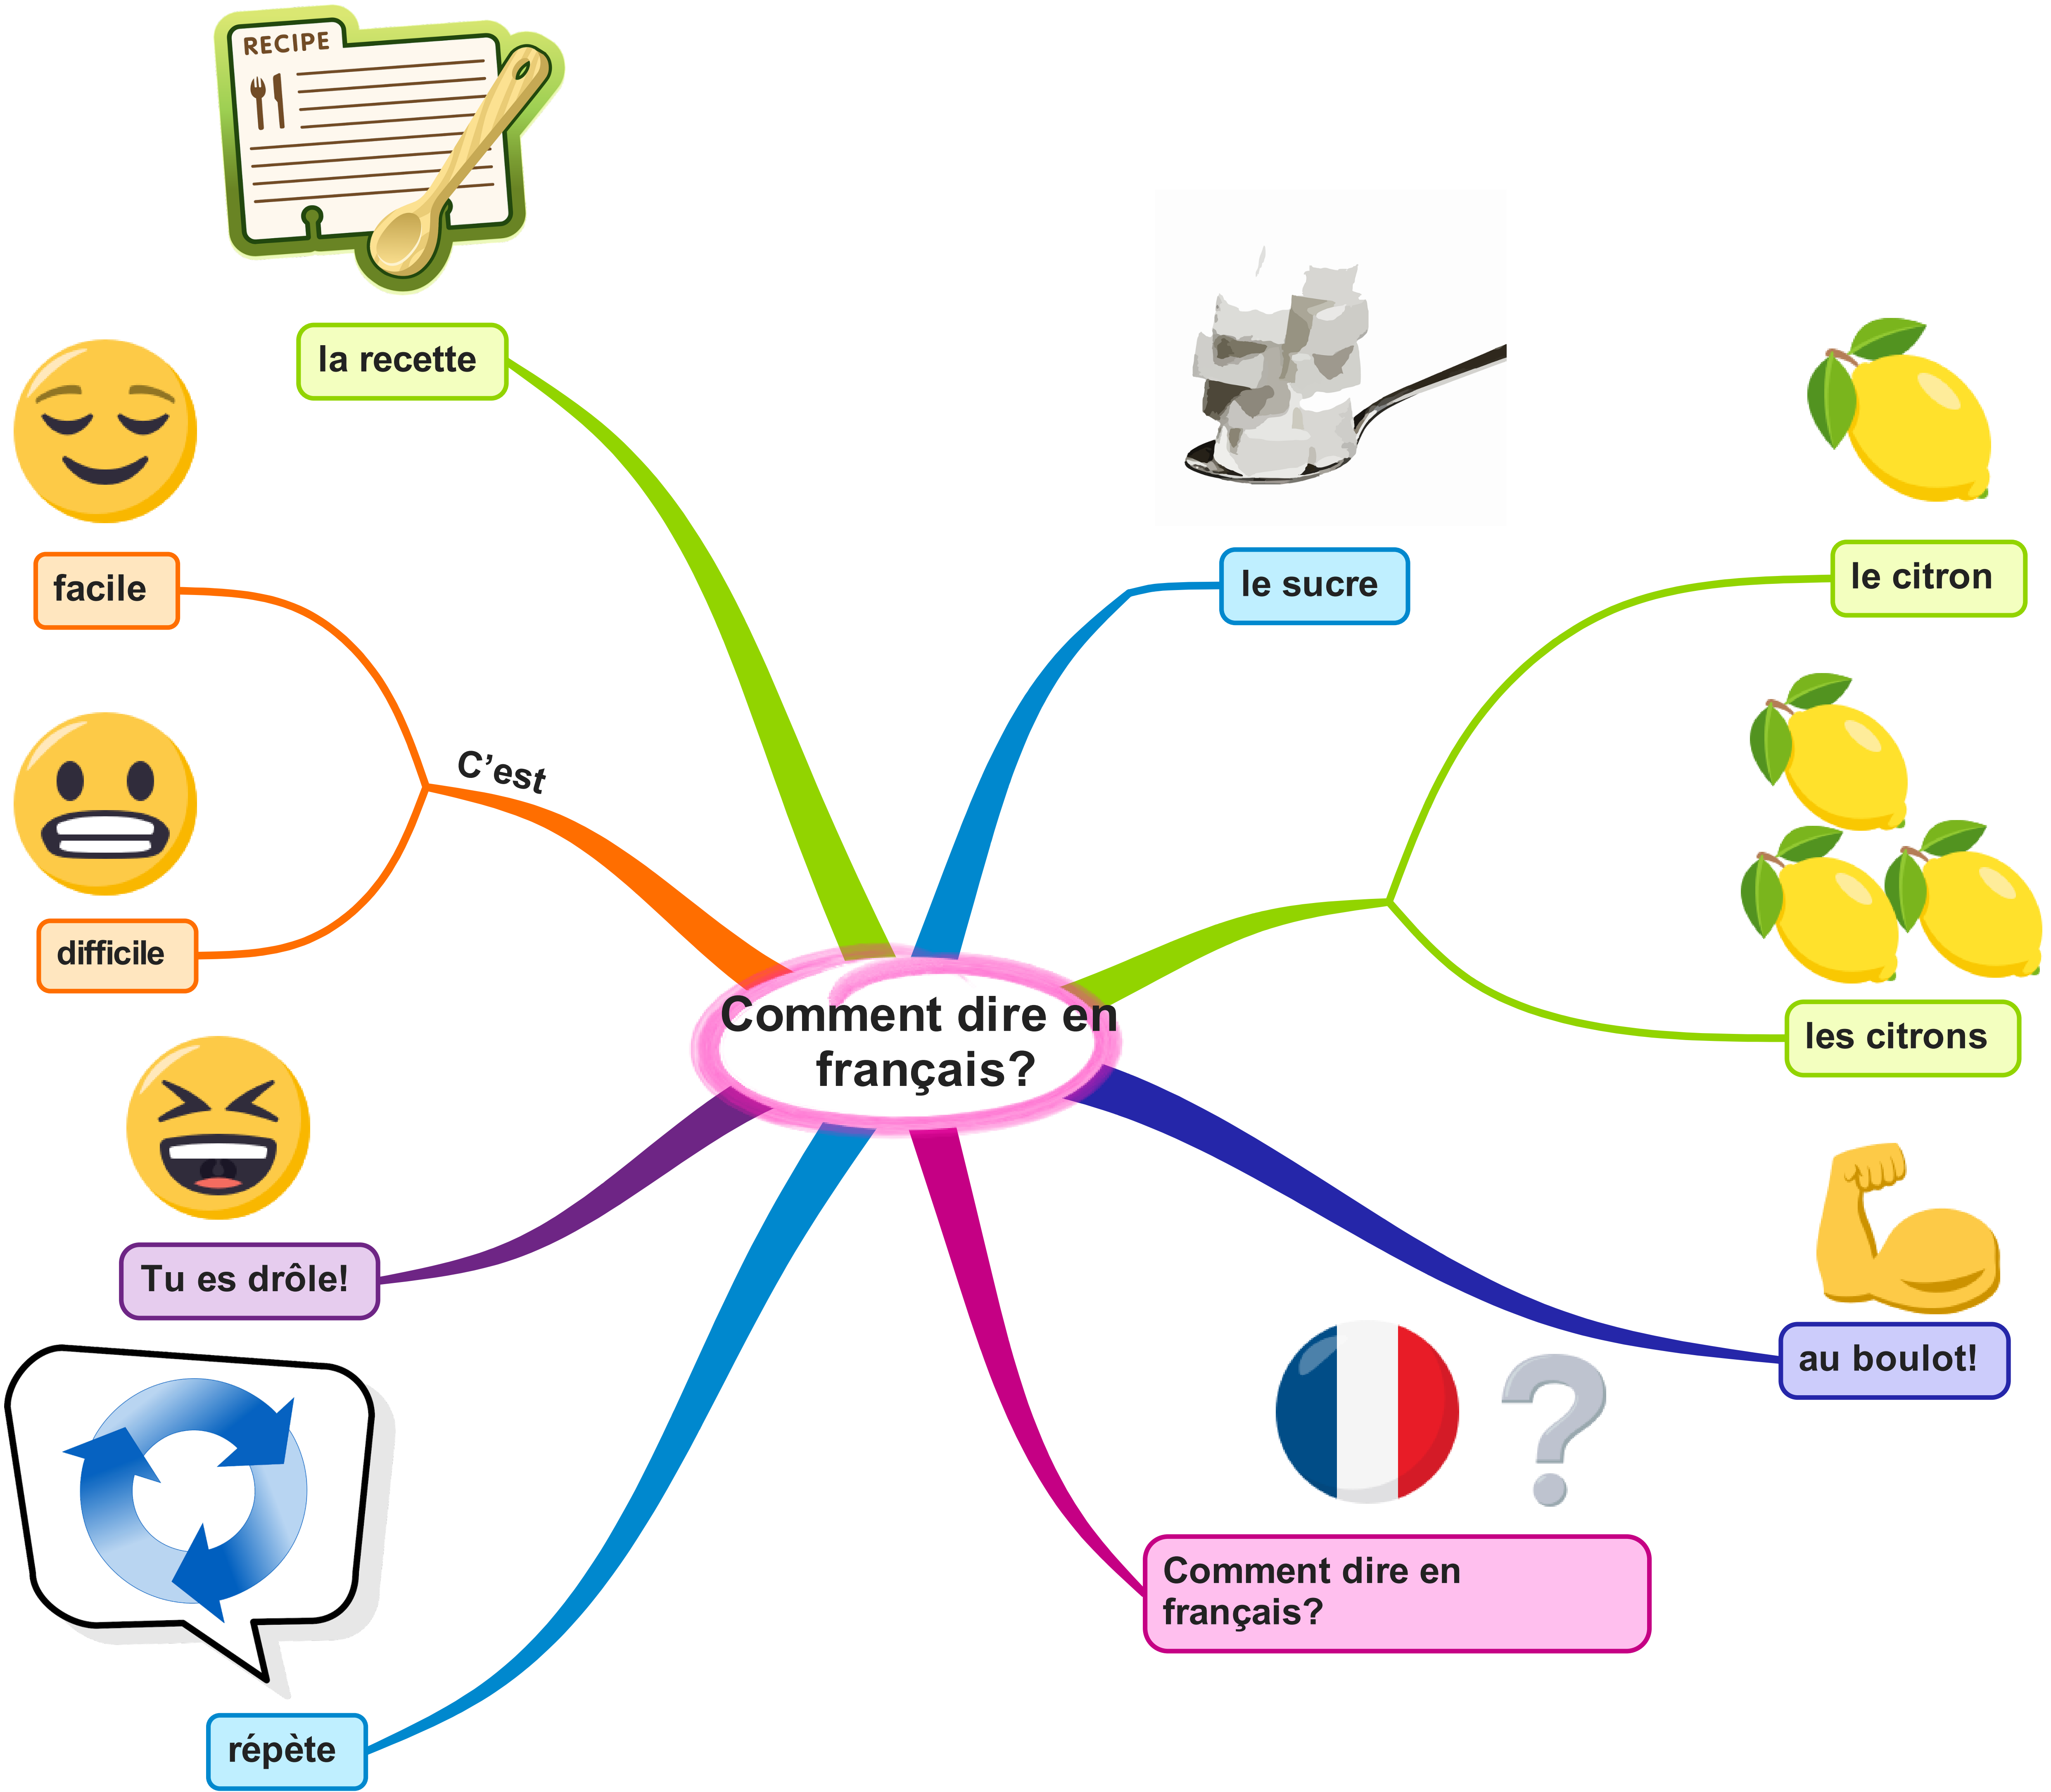 RECIPE
la recette
le sucre
le citron
facile
C’est
difficile
Comment dire en
français?
les citrons
Tu es drôle!
au boulot!
Comment dire en
français?
répète